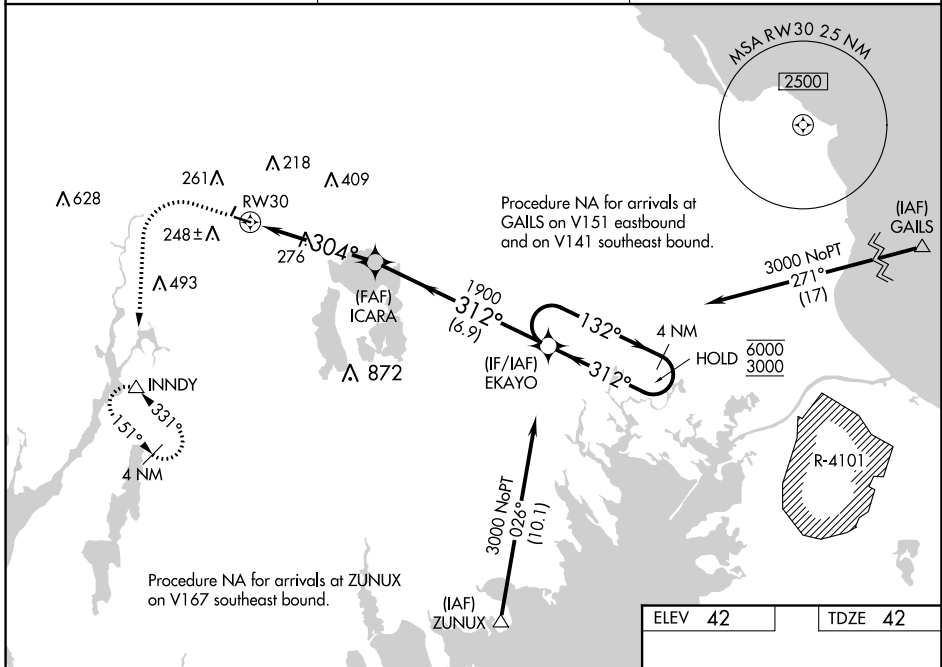 MSA RW30 25 NM
2500
218
261
409
628
RW30
248±
276
304°
493
Procedure NA for arrivals at
GAILS on V151 eastbound
and on V141 southeast bound.
(IAF)
GAILS
3000 NoPT
271°
(17)
(FAF)
ICARA
1900
312°
(6.9)
132°
4 NM
HOLD
6000
3000
(IF/IAF)
EKAYO
312°
872
INNDY
331°
151°
4 NM
R-4101
3000 NoPT
026°
(10.1)
Procedure NA for arrivals at ZUNUX
on V167 southeast bound.
(IAF)
ZUNUX
ELEV 42
TDZE 42